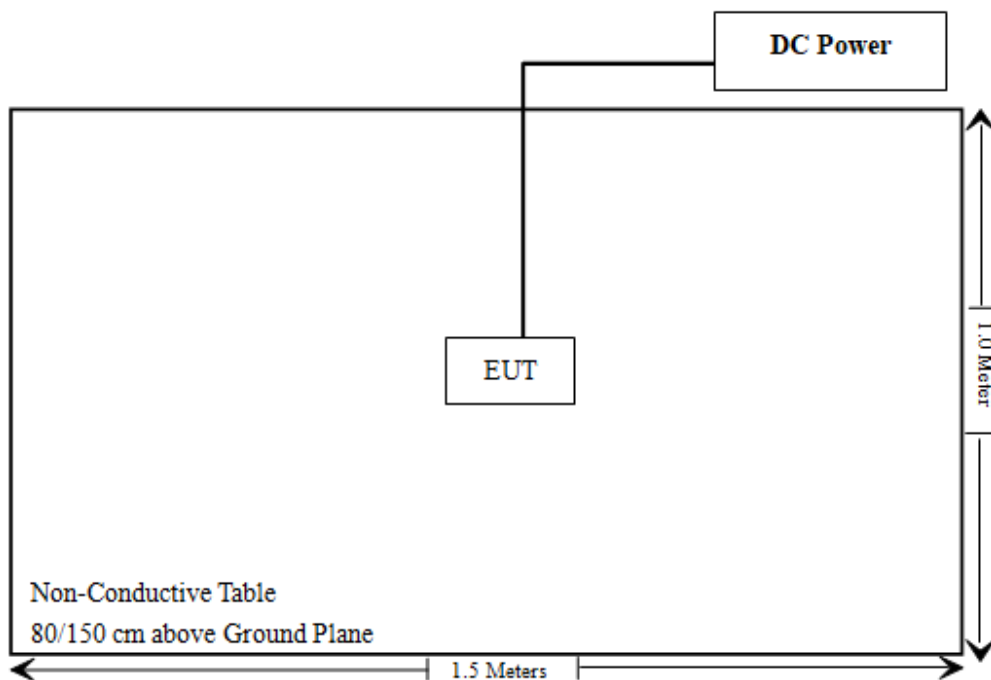 DC Power
EUT
1.0 Meter
Non-Conductive Table
80/150 cm above Ground Plane
1.5 Meters